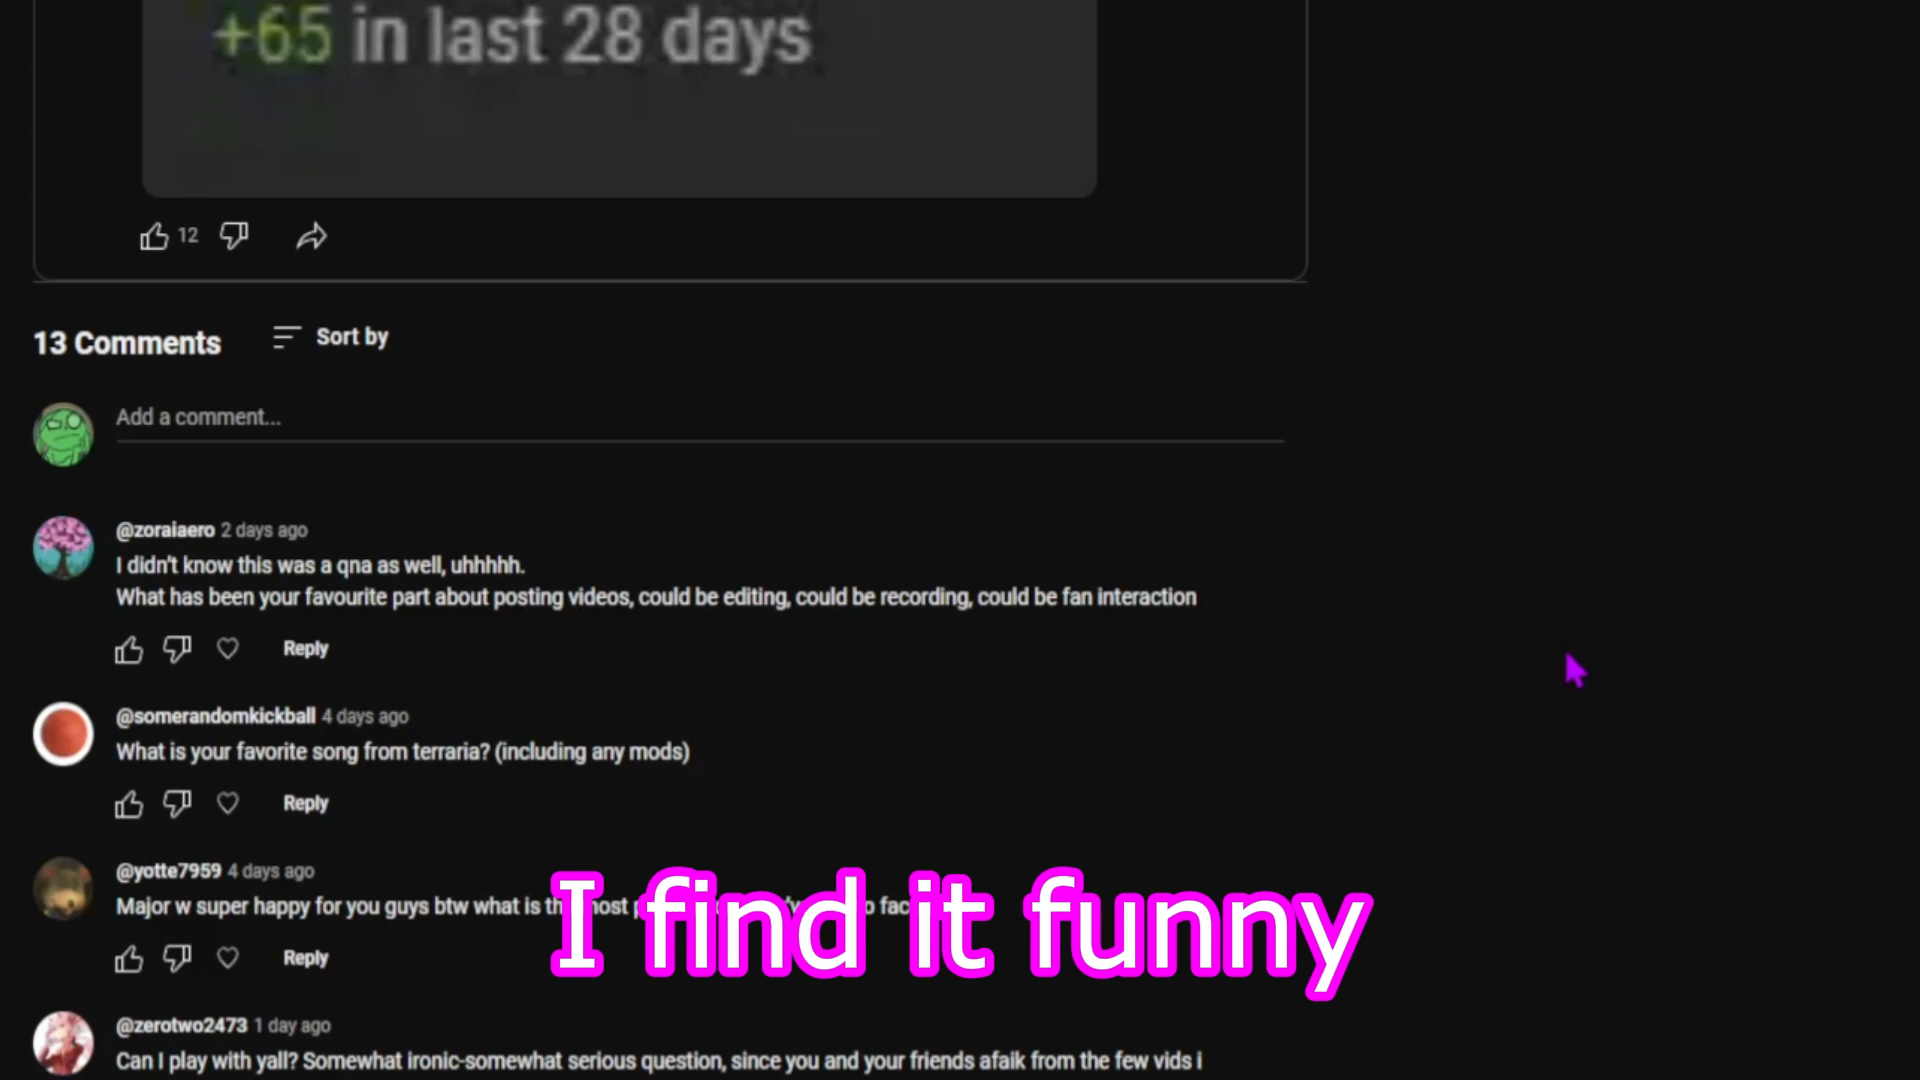 +65 in last 28 days
12
13 Comments
Sort by
Add a comment...
@zoraiaero 2 days ago
I didn't know this was a qna as well, uhhhhh.
What has been your favourite part about posting videos, could be editing, could be recording, could be fan interaction
Reply
@somerandomkickball 4 days ago
What is your favorite song from terraria? (including any mods)
Reply
@yotte7959 4 days ago
Major w super happy for you guys btw what is
I find it funny
Reply
@zerotwo2473 1 day ago
Can I play with yall? Somewhat ironic-somewhat serious question, since you and your friends afaik from the few vids i